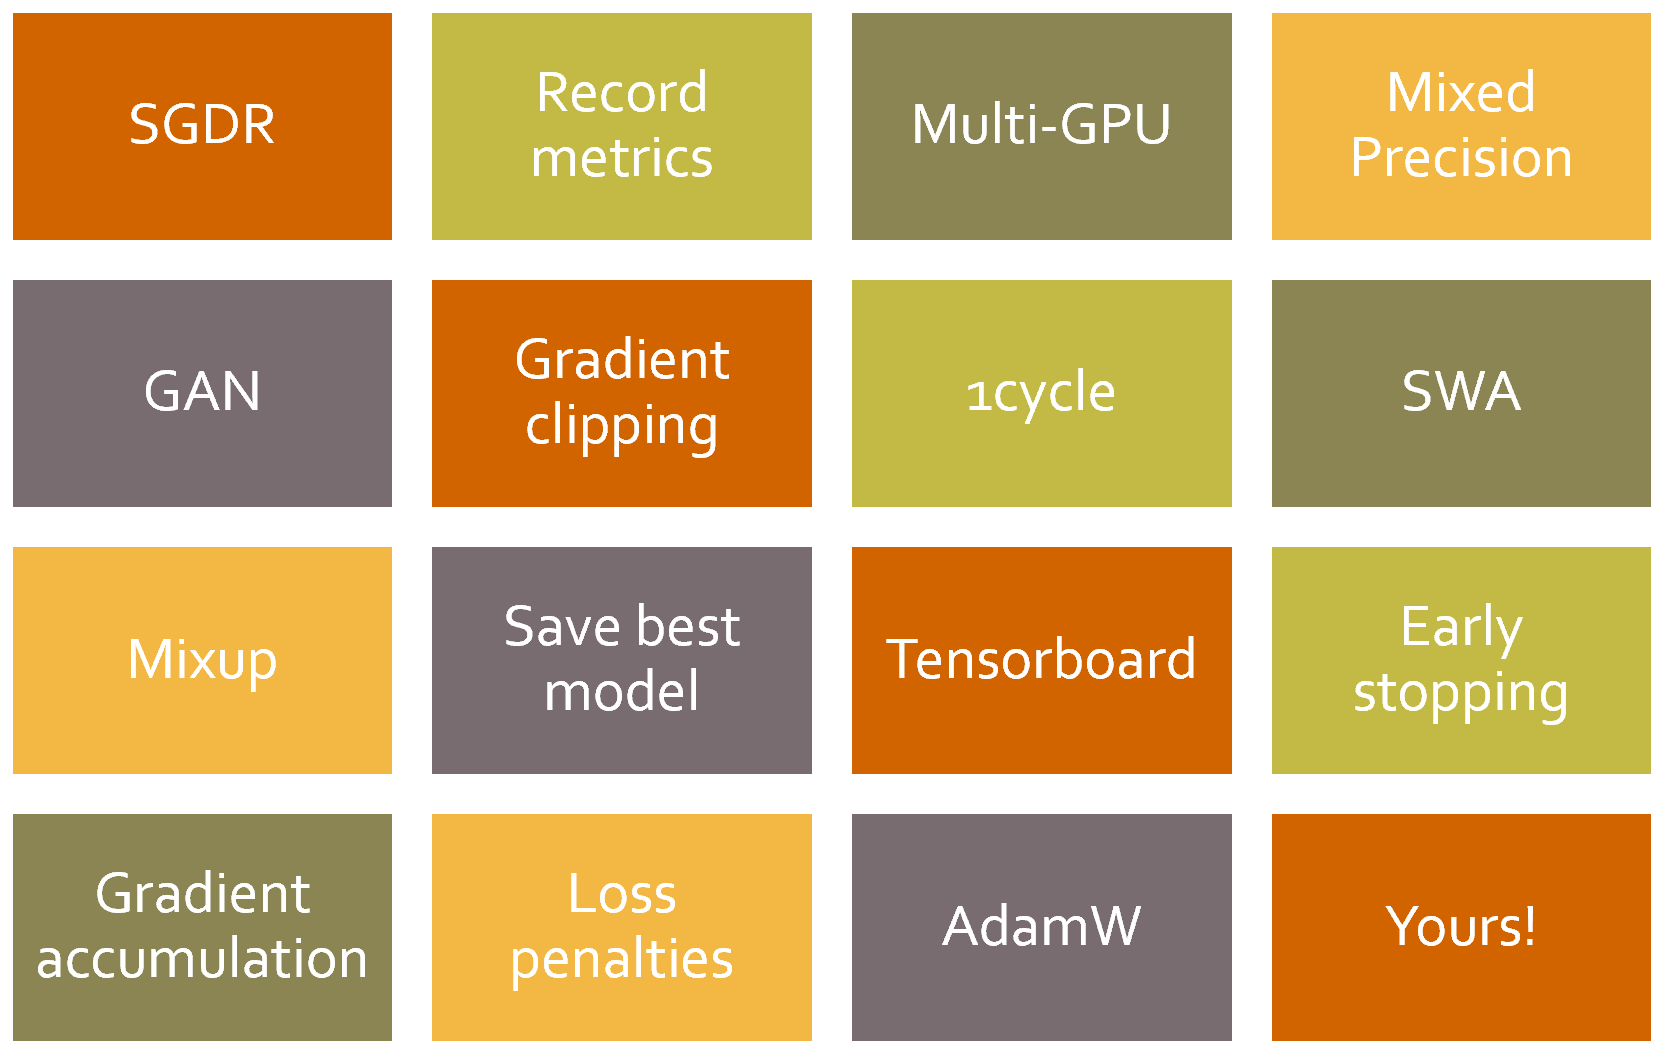 SGDR
Record
metrics
Multi-GPU
Mixed
Precision
GAN
Gradient
clipping
1cycle
SWA
Mixup
Save best
model
Tensorboard
Early
stopping
Gradient
accumulation
Loss
penalties
AdamW
Yours!